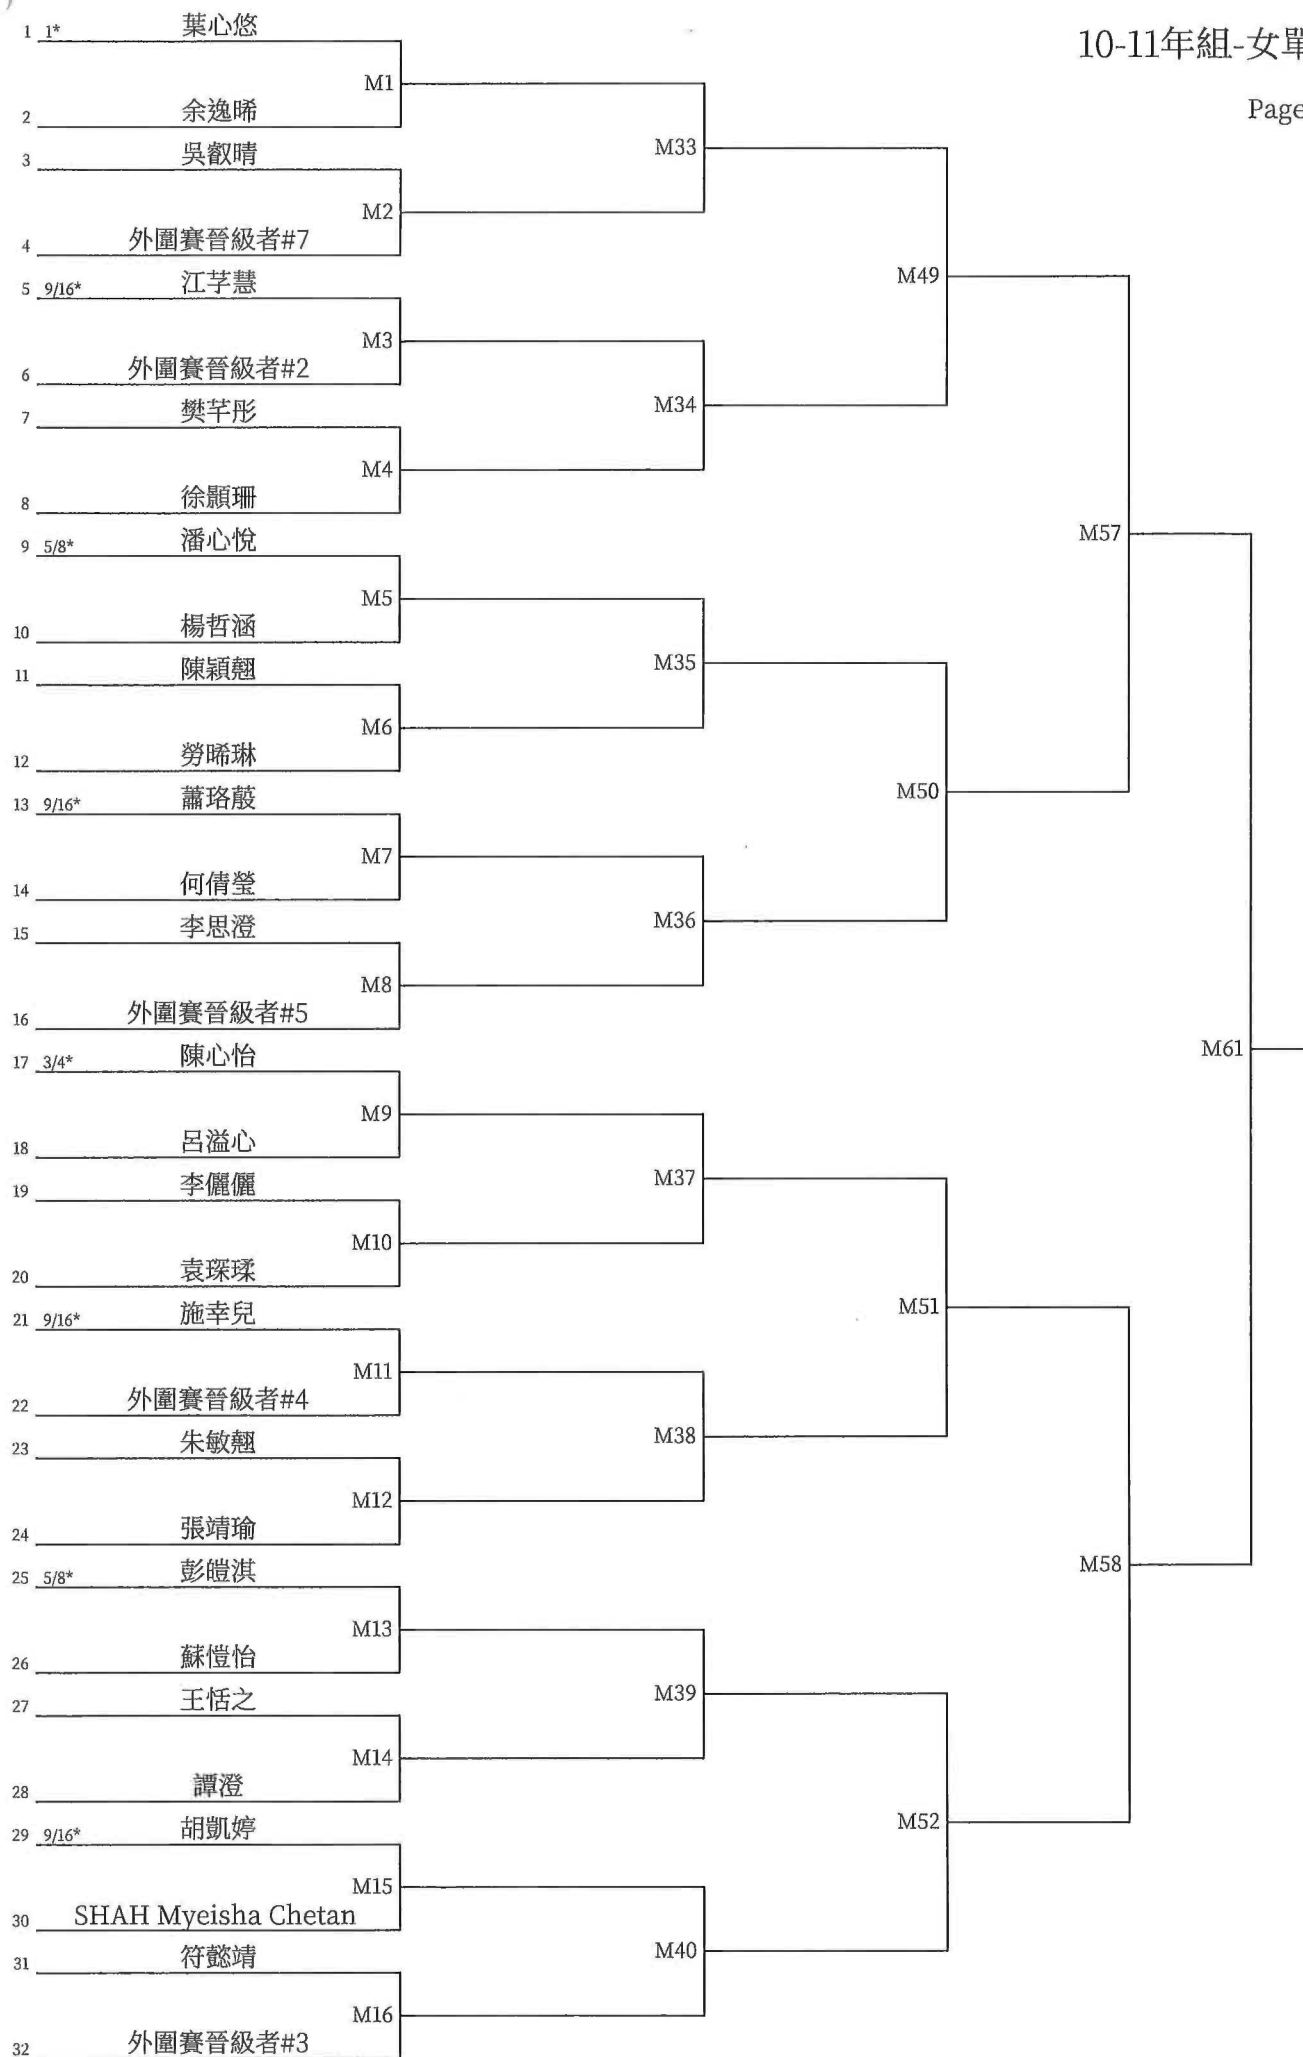 1 1* 葉心悠
10-11年組-女單
M1
Page
2 余逸晞
3 吳叡晴
M33
M2
4 外圍賽晉級者#7
M49
5 9/16* 江芓慧
M3
6 外圍賽晉級者#2
7 樊芊彤
M34
M4
8 徐顥珊
9 5/8* 潘心悅
M57
M5
10 楊哲涵
11 陳穎翹
M35
M6
12 勞晞琳
13 9/16* 蕭珞蒑
M50
M7
14 何倩瑩
15 李思澄
M36
M8
16 外圍賽晉級者#5
17 3/4* 陳心怡
M61
M9
18 呂溢心
19 李儷儷
M37
M10
20 袁琛瑈
21 9/16* 施幸兒
M51
M11
22 外圍賽晉級者#4
23 朱敏翹
M38
M12
24 張靖瑜
25 5/8* 彭皚淇
M58
M13
26 蘇愷怡
27 王恬之
M39
M14
28 譚澄
29 9/16* 胡凱婷
M52
M15
30 SHAH Myeisha Chetan
31 符懿靖
M40
M16
32 外圍賽晉級者#3